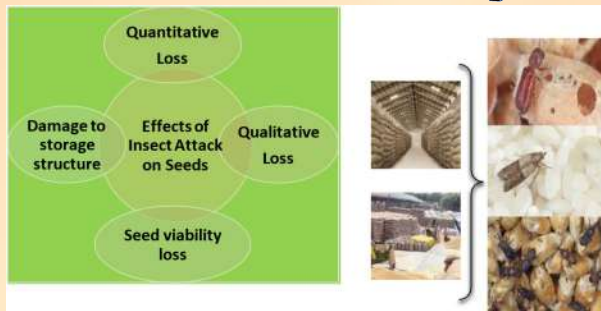 Quantitative
Loss
Damage to
storage
structure
Effects of
Insect Attack
on Seeds
Qualitative
Loss
Seed viability
loss